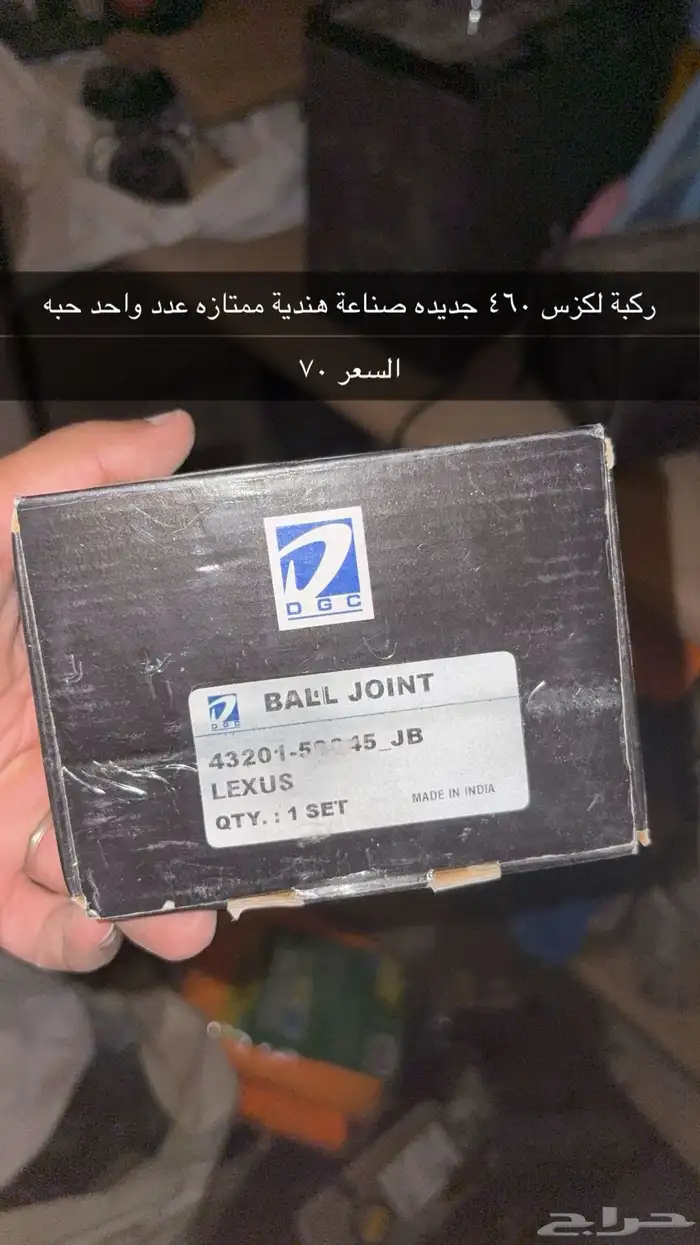 ركبة لكزس ٤٦٠ جديده صناعة هندية ممتازه عدد واحد حبه
السعر ٧٠
DGC
DGC
BALL JOINT
LEXUS
QTY. : 1 SET
MADE IN INDIA
حراج